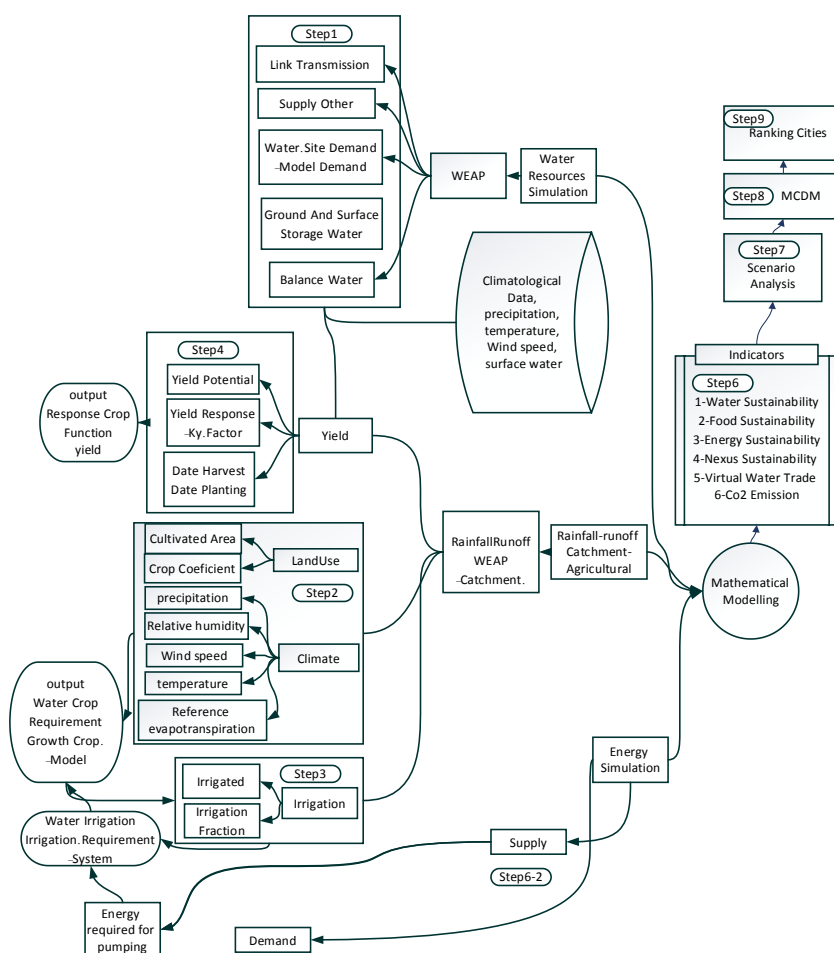 Step1
Link Transmission
Supply Other
Water.Site Demand
-Model Demand
Ground And Surface
Storage Water
Balance Water
WEAP
Water
Resources
Simulation
Step9
Ranking Cities
Step8
MCDM
Step7
Scenario
Analysis
Climatological
Data,
precipitation,
temperature,
Wind speed,
surface water
Indicators
Step6
1-Water Sustainability
2-Food Sustainability
3-Energy Sustainability
4-Nexus Sustainability
5-Virtual Water Trade
6-Co2 Emission
Step4
Yield Potential
Yield Response
-Ky.Factor
Date Harvest
Date Planting
output
Response Crop
Function
yield
Yield
Cultivated Area
Crop Coeficient
LandUse
Step2
precipitation
Relative humidity
Wind speed
temperature
Reference
evapotranspiration
Climate
RainfallRunoff
WEAP
-Catchment.
Rainfall-runoff
Catchment-
Agricultural
Mathematical
Modelling
output
Water Crop
Requirement
Growth Crop.
-Model
Step3
Irrigated
Irrigation
Fraction
Irrigation
Energy
Simulation
Water Irrigation
Irrigation.Requirement
-System
Supply
Step6-2
Energy
required for
pumping
Demand